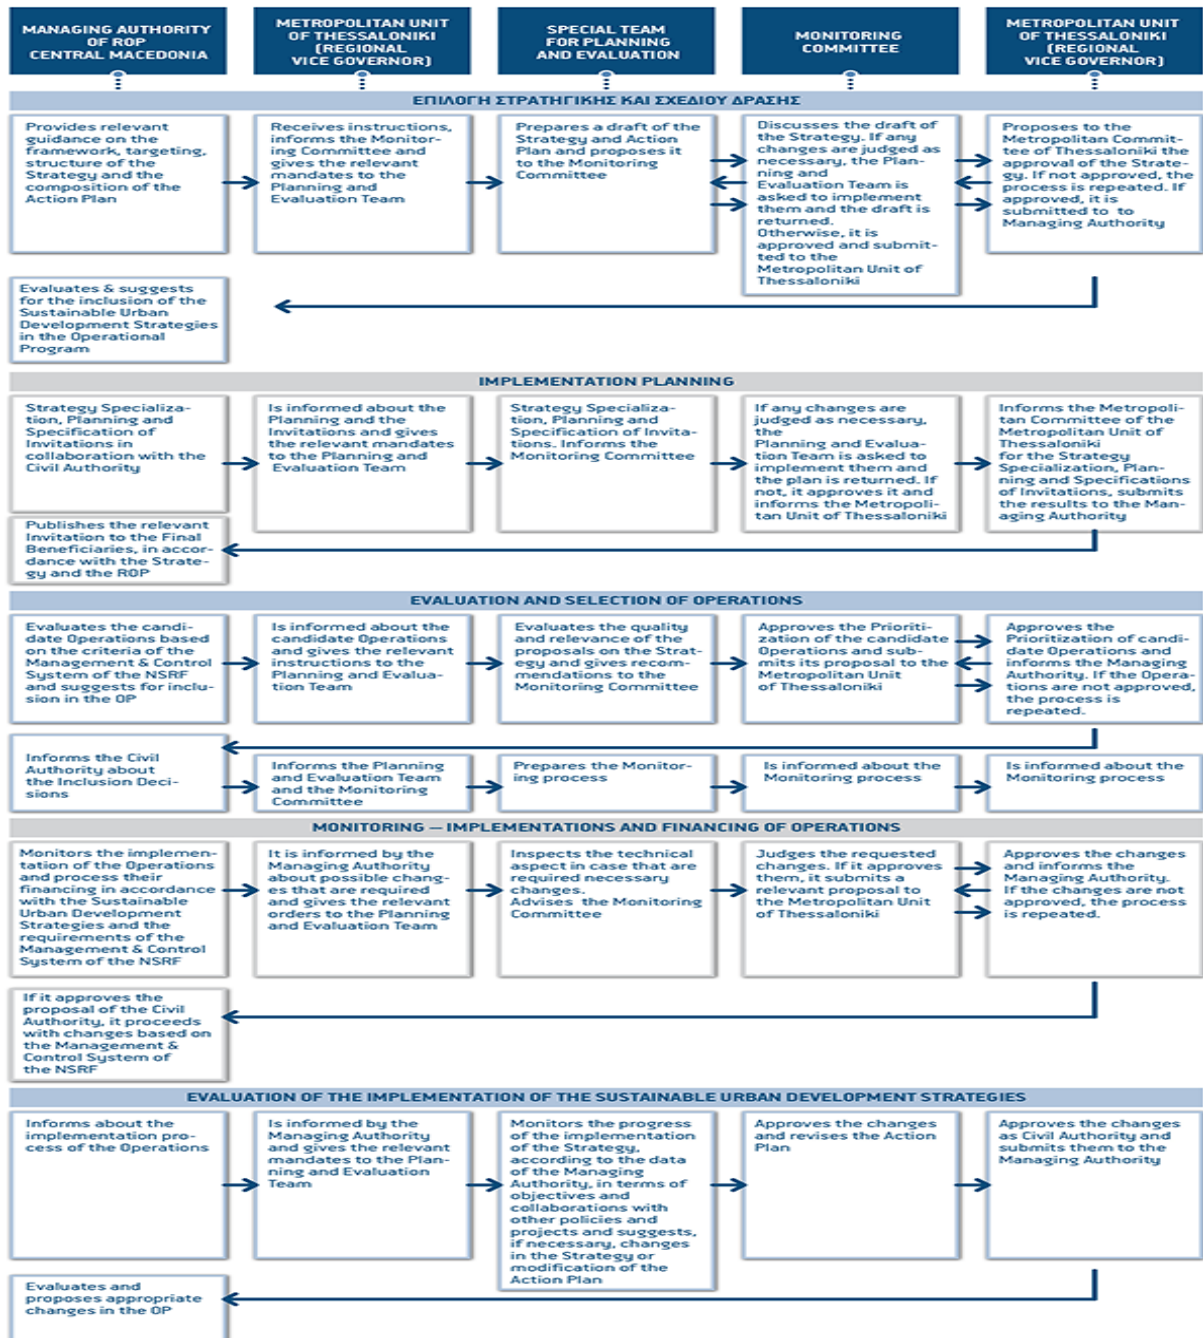 MANAGING AUTHORITY
OF ROP
CENTRAL MACEDONIA
METROPOLITAN UNIT
OF THESSALONIKI
(REGIONAL
VICE GOVERNOR)
SPECIAL TEAM
FOR PLANNING
AND EVALUATION
MONITORING
COMMITTEE
METROPOLITAN UNIT
OF THESSALONIKI
(REGIONAL
VICE GOVERNOR)
ΕΠΙΛΟΓΗ ΣΤΡΑΤΗΓΙΚΗΣ ΚΑΙ ΣΧΕΔΙΟΥ ΔΡΑΣΗΣ
Provides relevant
guidance on the
framework, targeting,
structure of the
Strategy and the
composition of the
Action Plan
Receives instructions,
informs the Monitor-
ing Committee and
gives the relevant
mandates to the
Planning and
Evaluation Team
Prepares a draft of the
Strategy and Action
Plan and proposes it
to the Monitoring
Committee
Discusses the draft of
the Strategy. If any
changes are judged as
necessary, the Plan-
ning and
Evaluation Team is
asked to implement
them and the draft is
returned.
Otherwise, it is
approved and submit-
ted to the
Metropolitan Unit of
Thessaloniki
Proposes to the
Metropolitan Commit-
tee of Thessaloniki the
approval of the Strate-
gy. If not approved, the
process is repeated. If
approved, it is
submitted to to
Managing Authority
Evaluates & suggests
for the inclusion of the
Sustainable Urban
Development Strategies
in the Operational
Program
IMPLEMENTATION PLANNING
Strategy Specializa-
tion, Planning and
Specification of
Invitations in
collaboration with the
Civil Authority
Is informed about the
Planning and the
Invitations and gives
the relevant mandates
to the Planning and
Evaluation Team
Strategy Specializa-
tion, Planning and
Specification of Invita-
tions. Informs the
Monitoring Committee
If any changes are
judged as necessary,
the
Planning and Evalua-
tion Team is asked to
implement them and
the plan is returned. If
not, it approves it and
informs the Metropoli-
tan Unit of Thessaloniki
Informs the Metropoli-
tan Committee of the
Metropolitan Unit of
Thessaloniki
for the Strategy
Specialization, Plan-
ning and Specifications
of Invitations, submits
the results to the Man-
aging Authority
Publishes the relevant
Invitation to the Final
Beneficiaries, in accor-
dance with the Strate-
gy and the ROP
EVALUATION AND SELECTION OF OPERATIONS
Evaluates the candi-
date Operations based
on the criteria of the
Management & Control
System of the NSRF
and suggests for inclu-
sion in the OP
Is informed about the
candidate Operations
and gives the relevant
instructions to the
Planning and Evalua-
tion Team
Evaluates the quality
and relevance of the
proposals on the Strat-
egy and gives recom-
mendations to the
Monitoring Committee
Approves the Prioriti-
zation of the candidate
Operations and sub-
mits its proposal to the
Metropolitan Unit
of Thessaloniki
Approves the
Prioritization of candi-
date Operations and
informs the Managing
Authority. If the Opera-
tions are not approved,
the process is
repeated.
Informs the Civil
Authority about
the Inclusion Deci-
sions
Informs the Planning
and Evaluation Team
and the Monitoring
Committee
Prepares the Monitor-
ing process
Is informed about the
Monitoring process
Is informed about the
Monitoring process
MONITORING – IMPLEMENTATIONS AND FINANCING OF OPERATIONS
Monitors the implemen-
tation of the Operations
and process their
financing in accordance
with the Sustainable
Urban Development
Strategies and the
requirements of the
Management & Control
System of the NSRF
It is informed by the
Managing Authority
about possible chang-
es that are required
and gives the relevant
orders to the Planning
and Evaluation Team
Inspects the technical
aspect in case that are
required necessary
changes.
Advises the Monitoring
Committee
Judges the requested
changes. If it approves
them, it submits a
relevant proposal to
the Metropolitan Unit
of Thessaloniki
Approves the changes
and informs the
Managing Authority.
If the changes are not
approved, the process
is repeated.
If it approves the
proposal of the Civil
Authority, it proceeds
with changes based on
the Management &
Control System of
the NSRF
EVALUATION OF THE IMPLEMENTATION OF THE SUSTAINABLE URBAN DEVELOPMENT STRATEGIES
Informs about the
implementation pro-
cess of the Operations
Is informed by the
Managing Authority
and gives the relevant
mandates to the Plan-
ning and Evaluation
Team
Monitors the progress
of the implementation
of the Strategy,
according to the data
of the Managing
Authority, in terms of
objectives and
collaborations with
other policies and
projects and suggests,
if necessary, changes
in the Strategy or
modification of the
Action Plan
Approves the changes
and revises the Action
Plan
Approves the changes
as Civil Authority and
submits them to the
Managing Authority
Evaluates and
proposes appropriate
changes in the OP